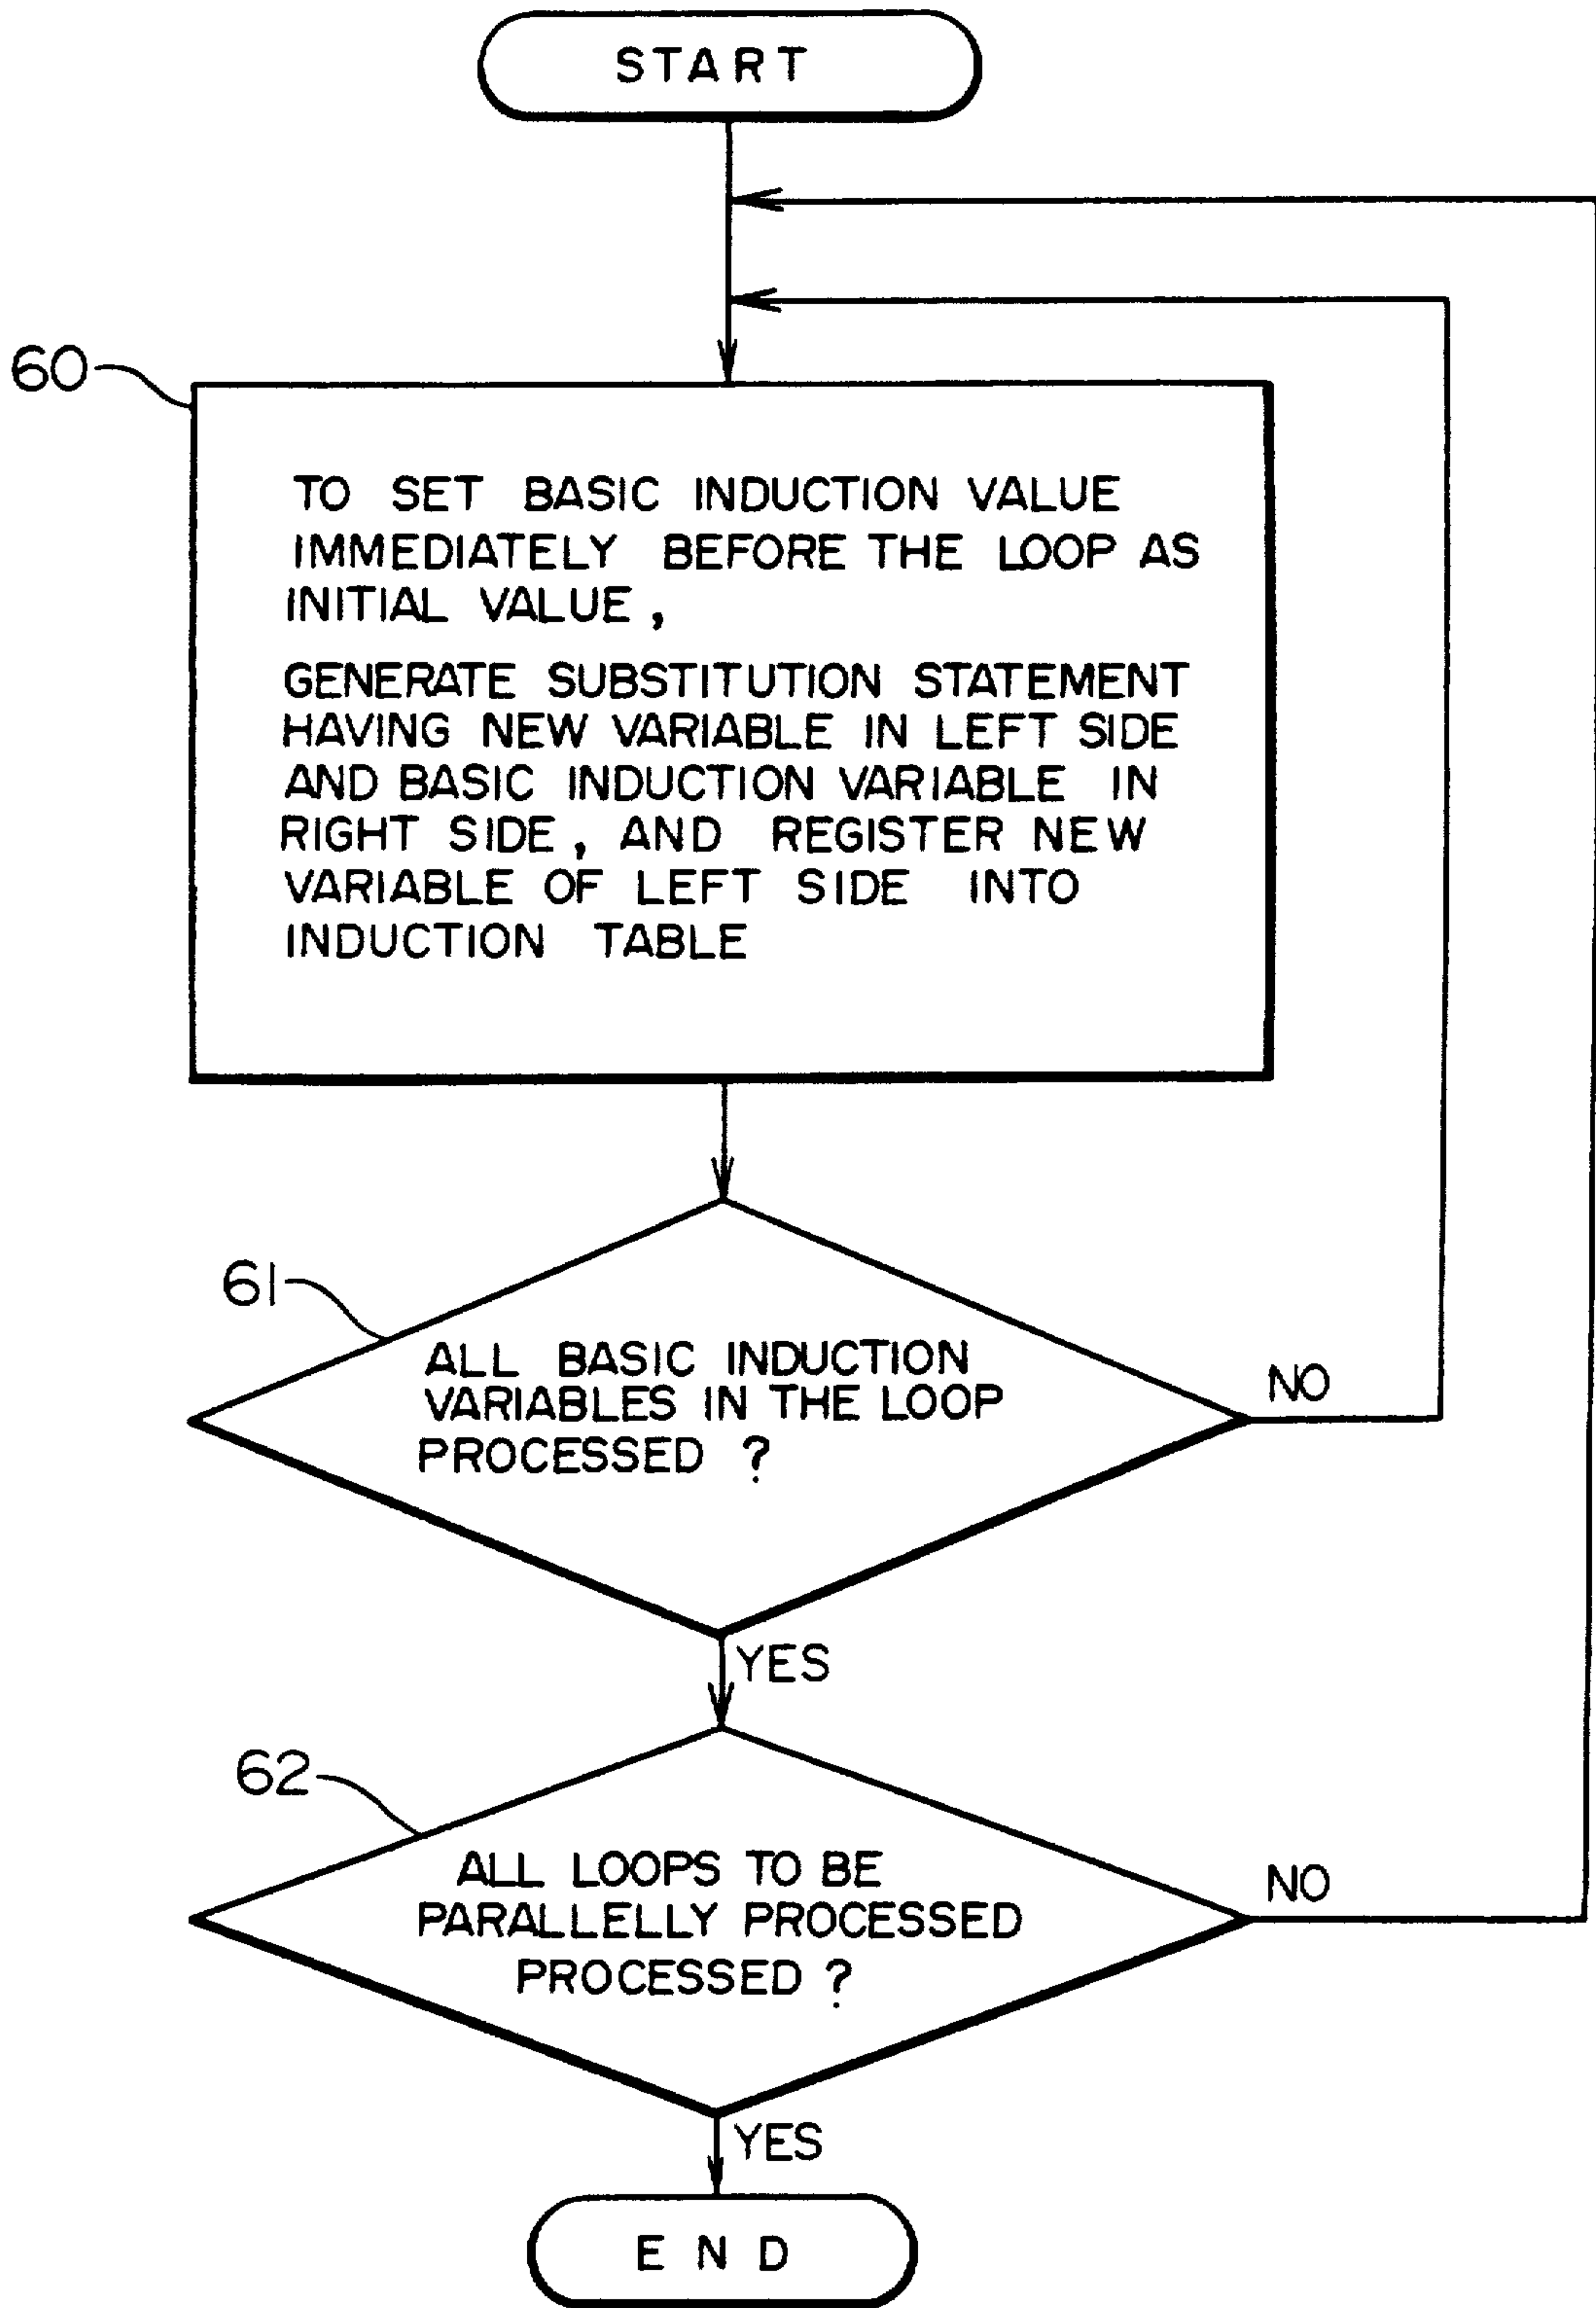 START
60
TO SET BASIC INDUCTION VALUE
IMMEDIATELY BEFORE THE LOOP AS
INITIAL VALUE,
GENERATE SUBSTITUTION STATEMENT
HAVING NEW VARIABLE IN LEFT SIDE
AND BASIC INDUCTION VARIABLE IN
RIGHT SIDE, AND REGISTER NEW
VARIABLE OF LEFT SIDE INTO
INDUCTION TABLE
61
ALL BASIC INDUCTION
VARIABLES IN THE LOOP
PROCESSED ?
NO
YES
62
ALL LOOPS TO BE
PARALLELLY PROCESSED
PROCESSED ?
NO
YES
END